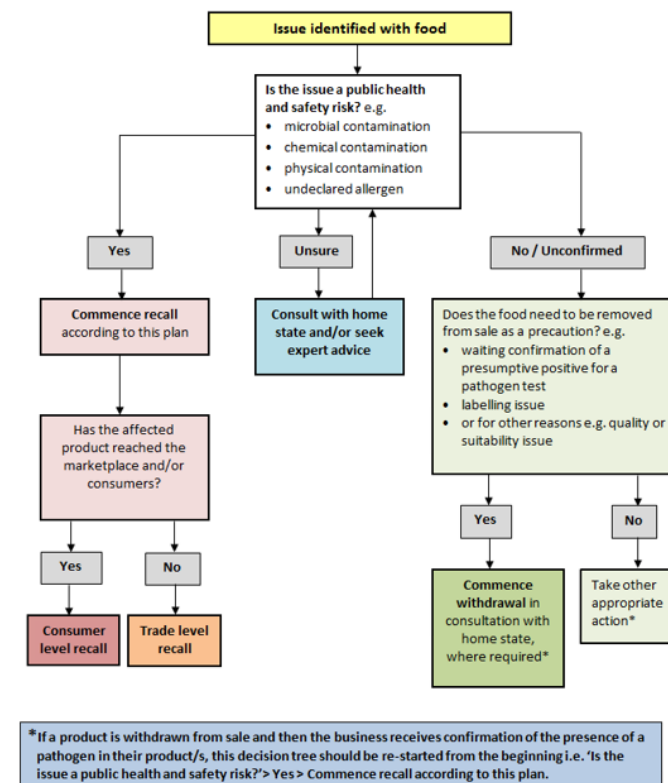 Issue identified with food
Is the issue a public health
and safety risk? e.g.
• microbial contamination
• chemical contamination
• physical contamination
• undeclared allergen
Yes
Unsure
No / Unconfirmed
Commence recall
according to this plan
Consult with home
state and/or seek
expert advice
Does the food need to be removed
from sale as a precaution? e.g.
• waiting confirmation of a
presumptive positive for a
pathogen test
• labelling issue
• or for other reasons e.g. quality or
suitability issue
Has the affected
product reached the
marketplace and/or
consumers?
Yes
No
Yes
No
Consumer
level recall
Trade level
recall
Commence
withdrawal in
consultation with
home state,
where required*
Take other
appropriate
action*
*If a product is withdrawn from sale and then the business receives confirmation of the presence of a
pathogen in their product/s, this decision tree should be re-started from the beginning i.e. ‘Is the
issue a public health and safety risk?’> Yes > Commence recall according to this plan.